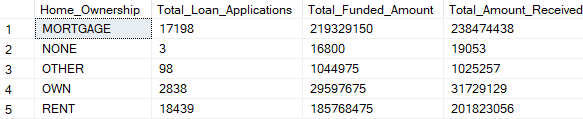 Home_Ownership Total_Loan_Applications Total_Funded_Amount Total_Amount_Received
1 MORTGAGE 17198 219329150 238474438
2 NONE 3 16800 19053
3 OTHER 98 1044975 1025257
4 OWN 2838 29597675 31729129
5 RENT 18439 185768475 201823056